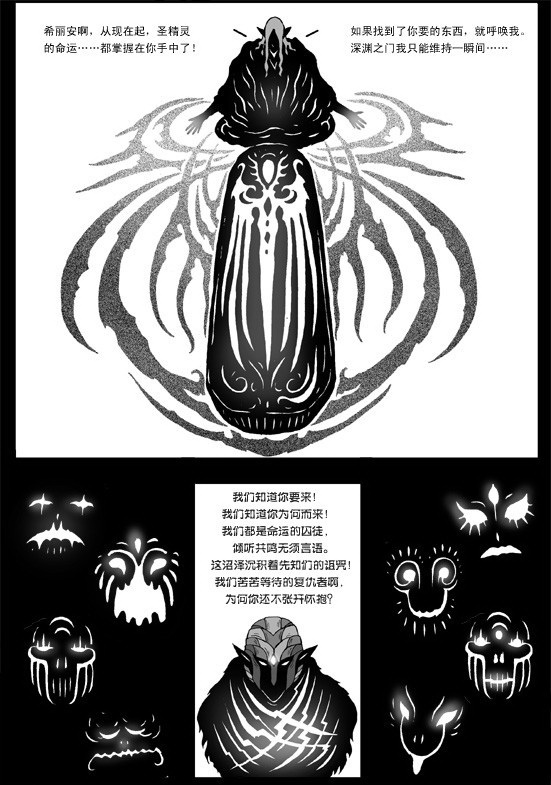 希丽安啊，从现在起，圣精灵
的命运……都掌握在你手中了！
如果找到了你要的东西，就呼唤我。
深渊之门我只能维持一瞬间……
我们知道你要来！
我们知道你为何而来！
我们都是命运的囚徒，
倾听共鸣无须言语。
这沼泽沉积着先知们的诅咒！
我们苦苦等待的复仇者啊，
为何你还不张开怀抱？